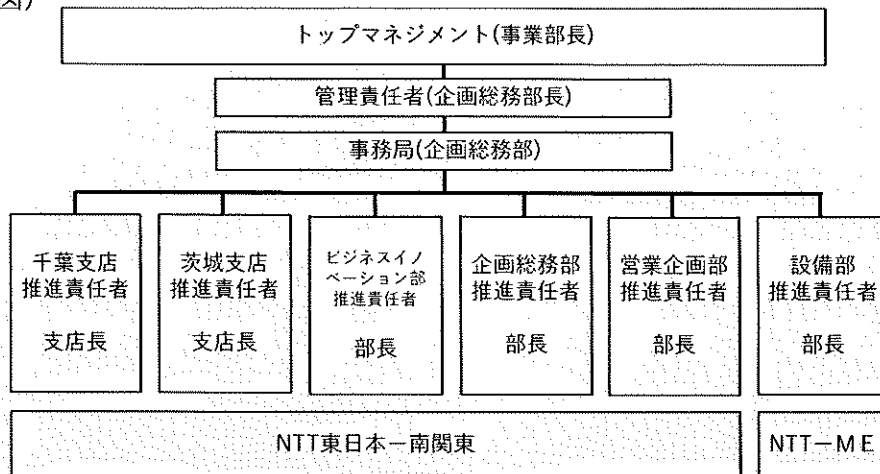 図)
トップマネジメント(事業部長)
管理責任者(企画総務部長)
事務局(企画総務部)
千葉支店
推進責任者
支店長
茨城支店
推進責任者
支店長
ビジネスイノ
ベーション部
推進責任者
部長
企画総務部
推進責任者
部長
営業企画部
推進責任者
部長
設備部
推進責任者
部長
NTT東日本－南関東
NTT－ME